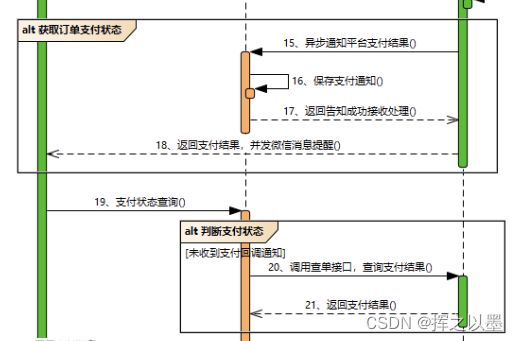 alt 获取订单支付状态
15、异步通知平台支付结果()
16、保存支付通知()
17、返回告知成功接收处理()
18、返回支付结果，并发微信消息提醒()
19、支付状态查询()
alt 判断支付状态
[未收到支付回调通知]
20、调用查单接口，查询支付结果()
21、返回支付结果()
CSDN @挥之以墨